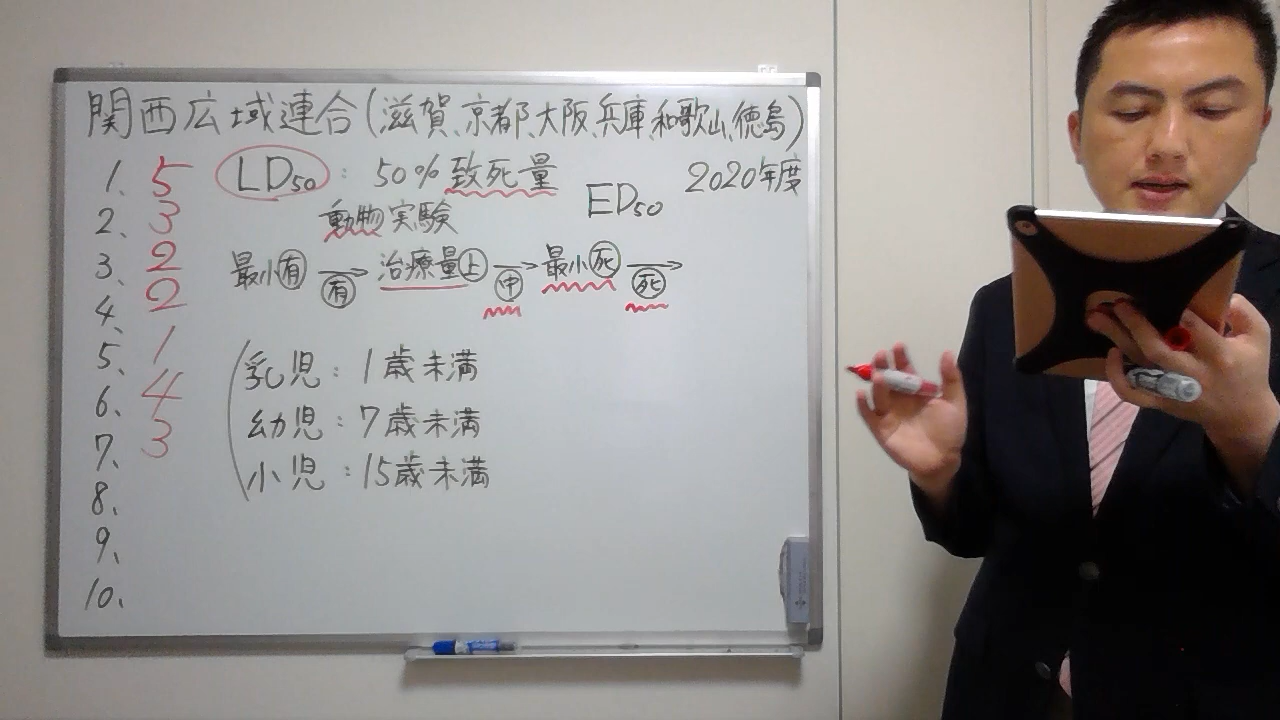 関西広域連合(滋賀、京都、大阪、兵庫、和歌山、徳島)
2020年度
1、5
2、3
3、2
4、2
5、1
6、4
7、3
8、
9、
10、
LD50:50%致死量
ED50
動物実験
最小有 → 治療量上 → 最小死 →
有 中 死
乳児:1歳未満
幼児:7歳未満
小児:15歳未満